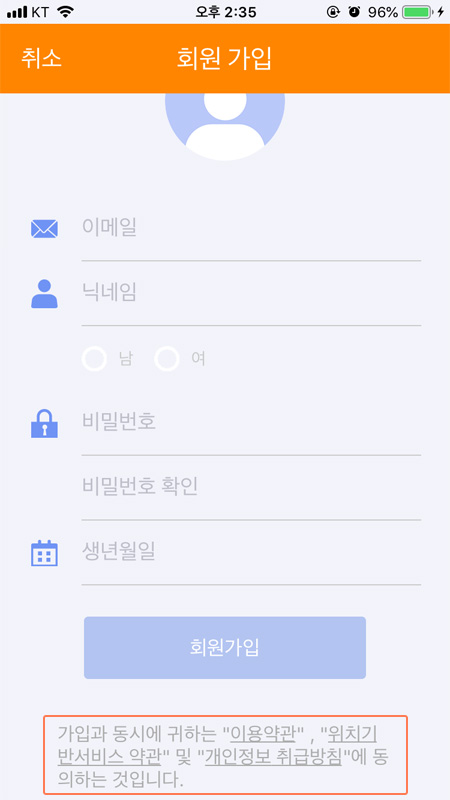 KT 오후 2:35 96%
취소 회원 가입
이메일
닉네임
남 여
비밀번호
비밀번호 확인
생년월일
회원가입
가입과 동시에 귀하는 "이용약관" , "위치기
반서비스 약관" 및 "개인정보 취급방침"에 동
의하는 것입니다.